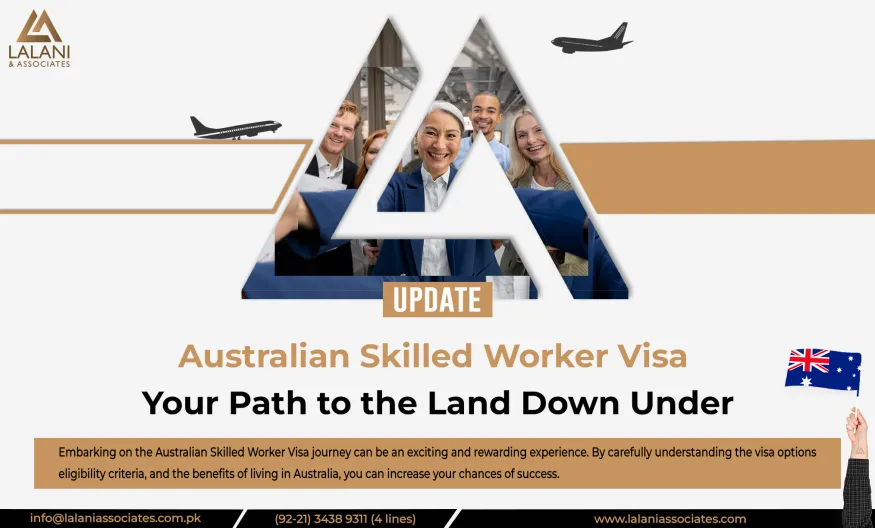 LALANI
& ASSOCIATES
UPDATE
Australian Skilled Worker Visa
Your Path to the Land Down Under
Embarking on the Australian Skilled Worker Visa journey can be an exciting and rewarding experience. By carefully understanding the visa options
eligibility criteria, and the benefits of living in Australia, you can increase your chances of success.
info@lalaniassociates.com.pk
(92-21) 3438 9311 (4 lines)
www.lalaniassociates.com